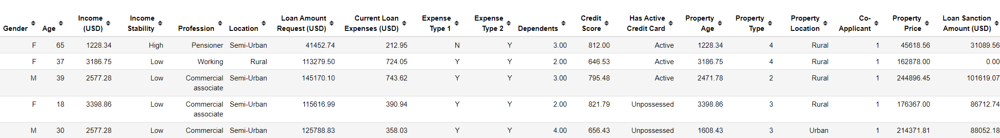 Gender Age Income (USD) Income Stability Profession Location Loan Amount Request (USD) Current Loan Expenses (USD) Expense Type 1 Expense Type 2 Dependents Credit Score Has Active Credit Card Property Age Property Type Property Location Co-Applicant Property Price Loan Sanction Amount (USD)
F 65 1228.34 High Pensioner Semi-Urban 41452.74 212.95 N Y 3.00 812.00 Active 1228.34 4 Rural 1 45618.56 31089.56
F 37 3186.75 Low Working Rural 113279.50 724.05 Y Y 2.00 646.53 Active 3186.75 4 Rural 1 162878.00 0.00
M 39 2577.28 Low Commercial associate Semi-Urban 145170.10 743.62 Y Y 3.00 795.48 Active 2471.78 2 Rural 1 244896.45 101619.07
F 18 3398.86 Low Commercial associate Semi-Urban 115616.99 390.94 Y Y 2.00 821.79 Unpossessed 3398.86 3 Rural 1 176367.00 86712.74
M 30 2577.28 Low Commercial Semi-Urban 125788.83 358.03 Y Y 4.00 656.43 Unpossessed 1608.43 3 Urban 1 214371.81 88052.18